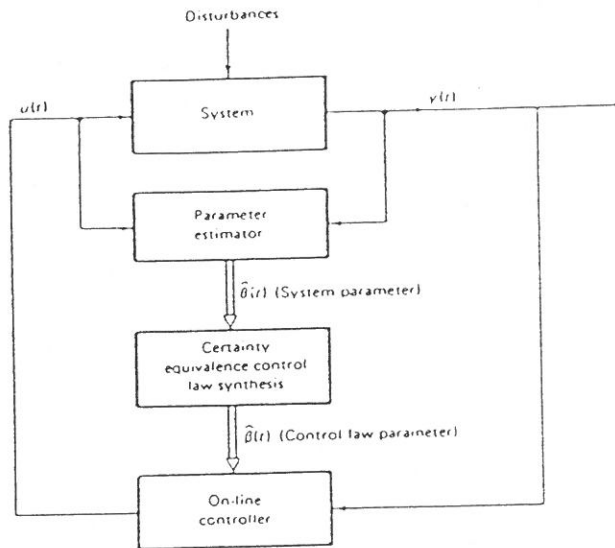 Disturbances
u(t)
System
y(t)
Parameter
estimator
θ̂(t) (System parameter)
Certainty
equivalence control
law synthesis
β̂(t) (Control law parameter)
On-line
controller